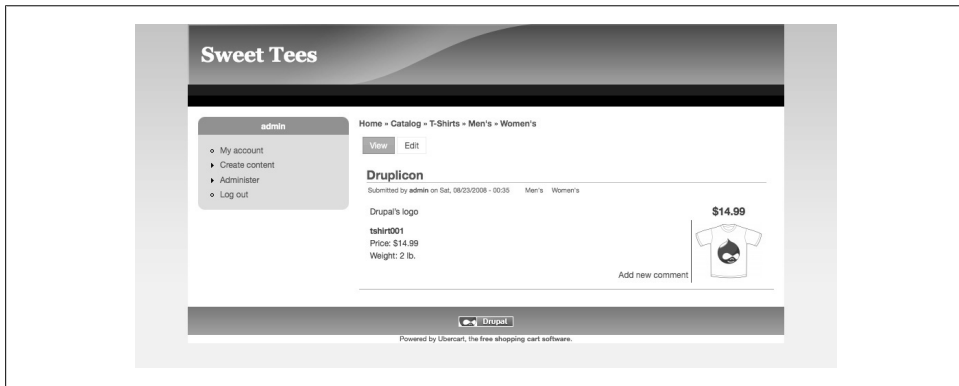 Sweet Tees
admin
My account
Create content
Administer
Log out
Home » Catalog » T-Shirts » Men's » Women's
View Edit
Druplicon
Submitted by admin on Sat, 08/23/2008 - 00:35 Men's Women's
Drupal's logo
$14.99
tshirt001
Price: $14.99
Weight: 2 lb.
Add new comment
Drupal
Powered by Ubercart, the free shopping cart software.